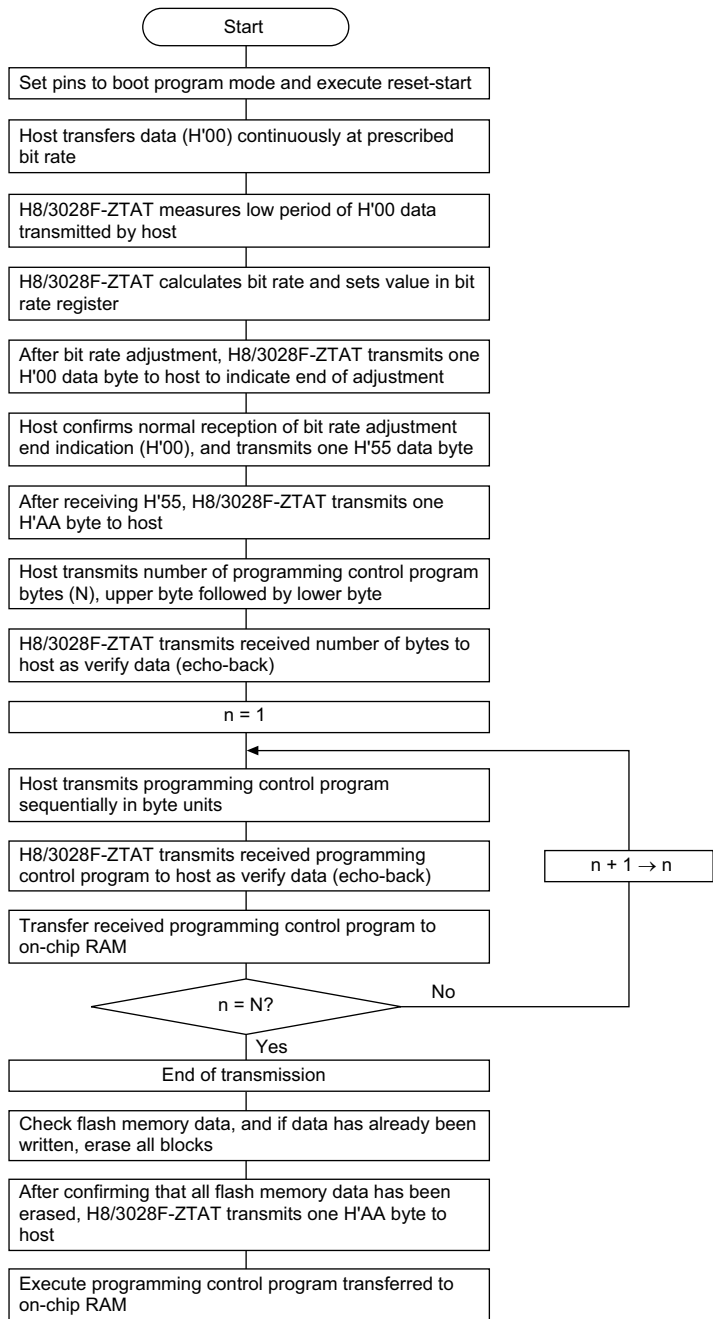 Start
Set pins to boot program mode and execute reset-start
Host transfers data (H'00) continuously at prescribed
bit rate
H8/3028F-ZTAT measures low period of H'00 data
transmitted by host
H8/3028F-ZTAT calculates bit rate and sets value in bit
rate register
After bit rate adjustment, H8/3028F-ZTAT transmits one
H'00 data byte to host to indicate end of adjustment
Host confirms normal reception of bit rate adjustment
end indication (H'00), and transmits one H'55 data byte
After receiving H'55, H8/3028F-ZTAT transmits one
H'AA byte to host
Host transmits number of programming control program
bytes (N), upper byte followed by lower byte
H8/3028F-ZTAT transmits received number of bytes to
host as verify data (echo-back)
n = 1
Host transmits programming control program
sequentially in byte units
H8/3028F-ZTAT transmits received programming
control program to host as verify data (echo-back)
n + 1 → n
Transfer received programming control program to
on-chip RAM
n = N?
No
Yes
End of transmission
Check flash memory data, and if data has already been
written, erase all blocks
After confirming that all flash memory data has been
erased, H8/3028F-ZTAT transmits one H'AA byte to
host
Execute programming control program transferred to
on-chip RAM